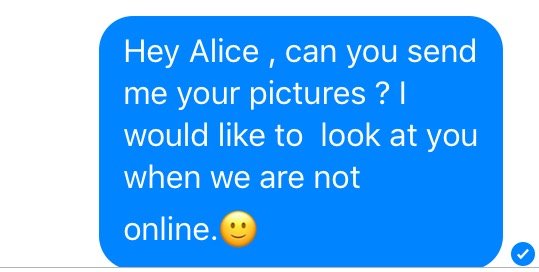 Hey Alice , can you send
me your pictures ? I
would like to  look at you
when we are not
online.🙂